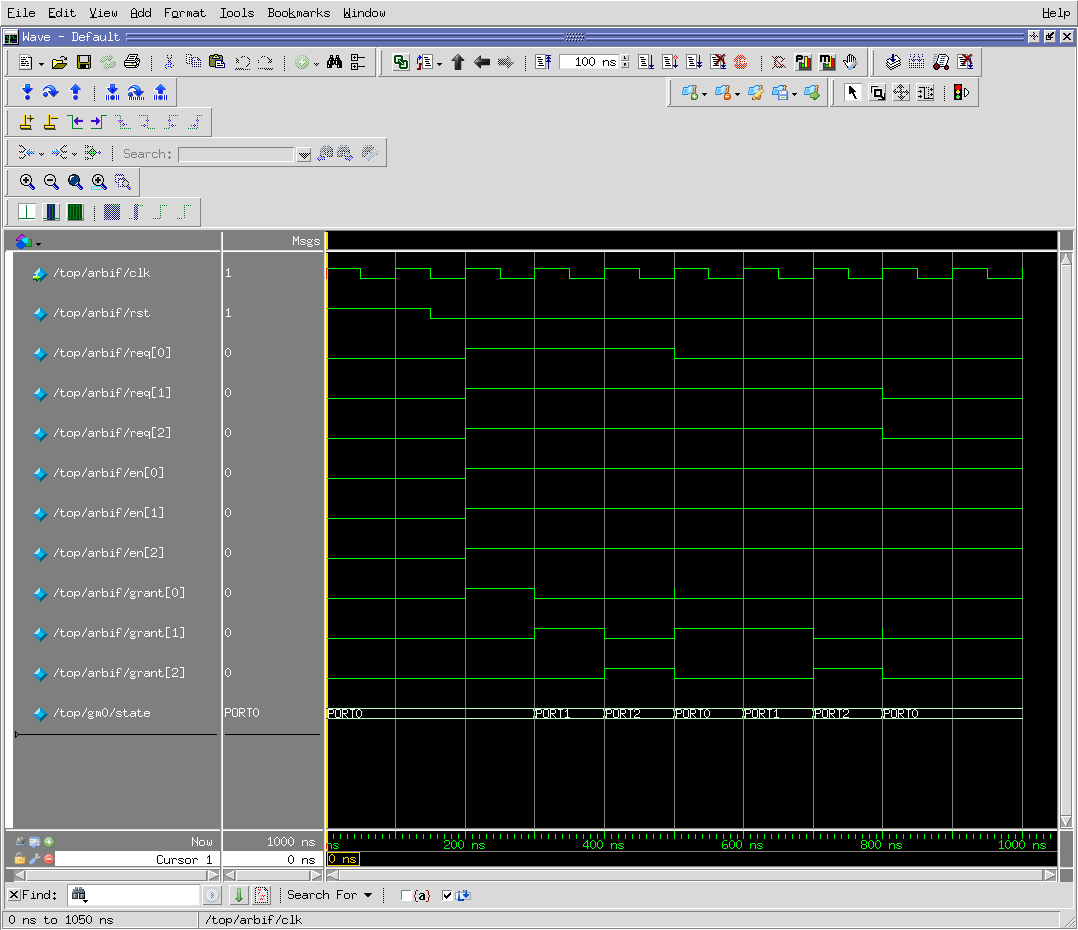 Eile Edit View Add Format Tools Bookmarks Window Help
Wave - Default
100 ns
Search:
Msgs
/top/arbif/clk 1
/top/arbif/rst 1
/top/arbif/req[0] 0
/top/arbif/req[1] 0
/top/arbif/req[2] 0
/top/arbif/en[0] 0
/top/arbif/en[1] 0
/top/arbif/en[2] 0
/top/arbif/grant[0] 0
/top/arbif/grant[1] 0
/top/arbif/grant[2] 0
/top/gm0/state PORT0 PORT0 PORT1 PORT2 PORT0 PORT1 PORT2 PORT0
Now 1000 ns ns 200 ns 400 ns 600 ns 800 ns 1000 ns
Cursor 1 0 ns 0 ns
Find: Search For {a}
0 ns to 1050 ns /top/arbif/clk